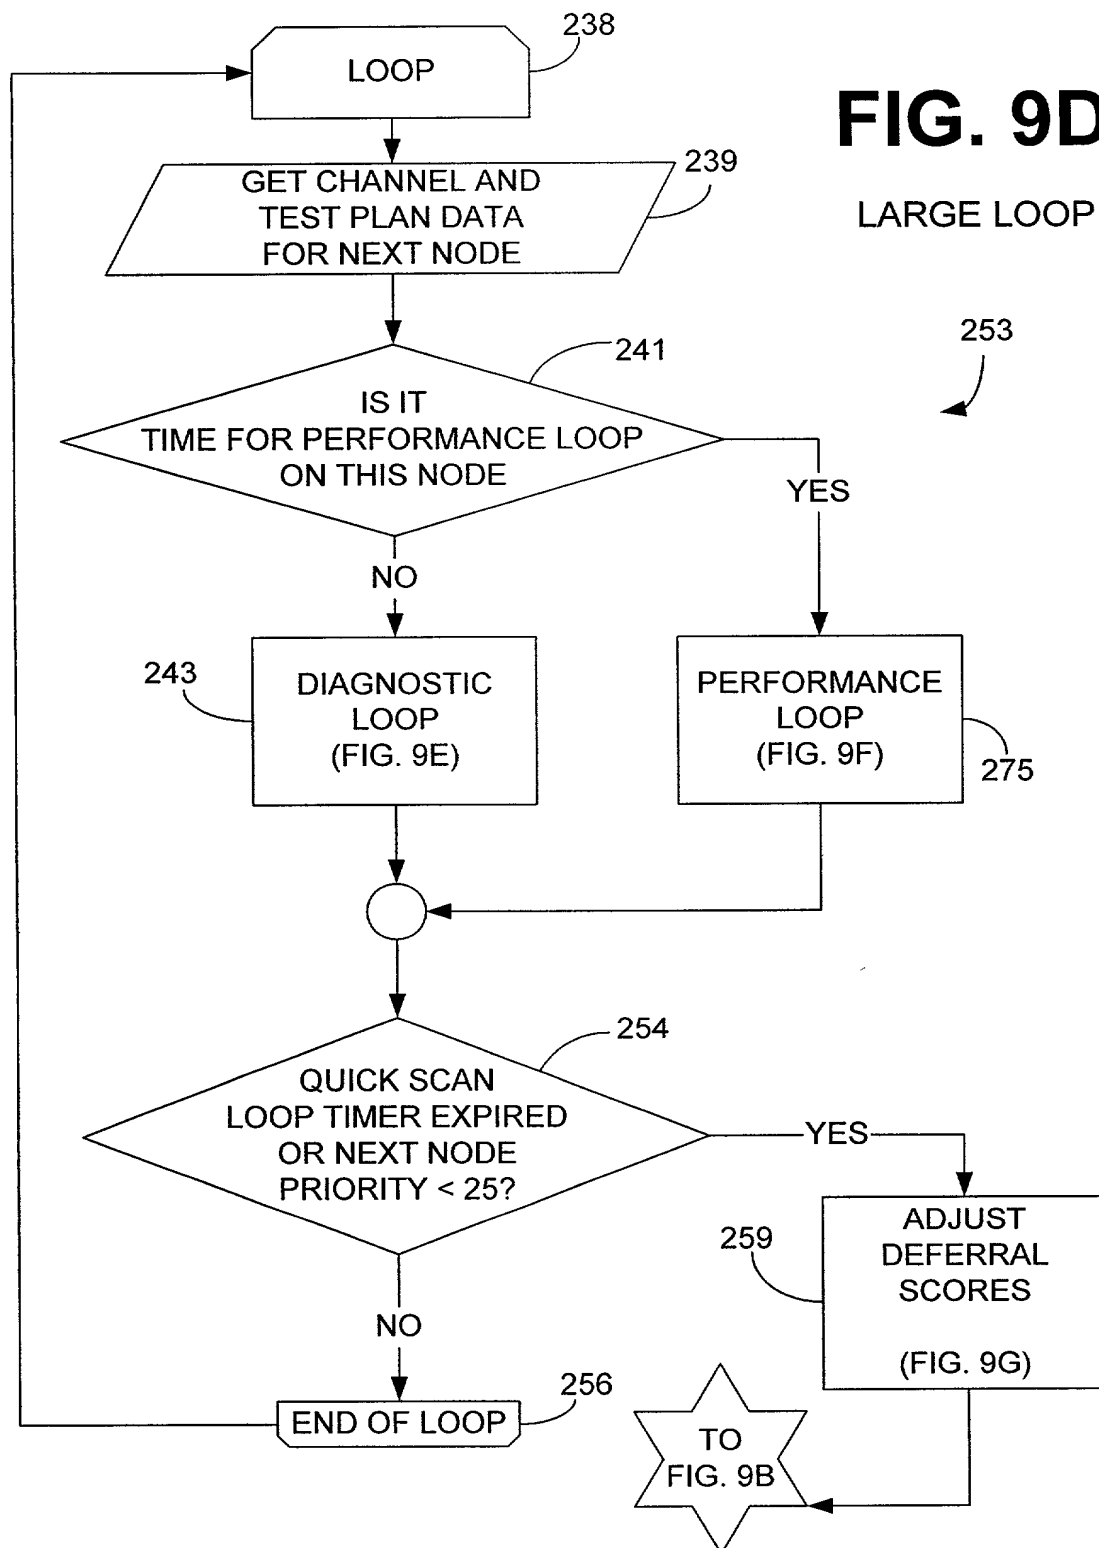 238
LOOP
FIG. 9D
239
GET CHANNEL AND
TEST PLAN DATA
FOR NEXT NODE
LARGE LOOP
253
241
IS IT
TIME FOR PERFORMANCE LOOP
ON THIS NODE
YES
NO
243
DIAGNOSTIC
LOOP
(FIG. 9E)
PERFORMANCE
LOOP
(FIG. 9F)
275
254
QUICK SCAN
LOOP TIMER EXPIRED
OR NEXT NODE
PRIORITY < 25?
YES
259
ADJUST
DEFERRAL
SCORES
(FIG. 9G)
NO
256
END OF LOOP
TO
FIG. 9B